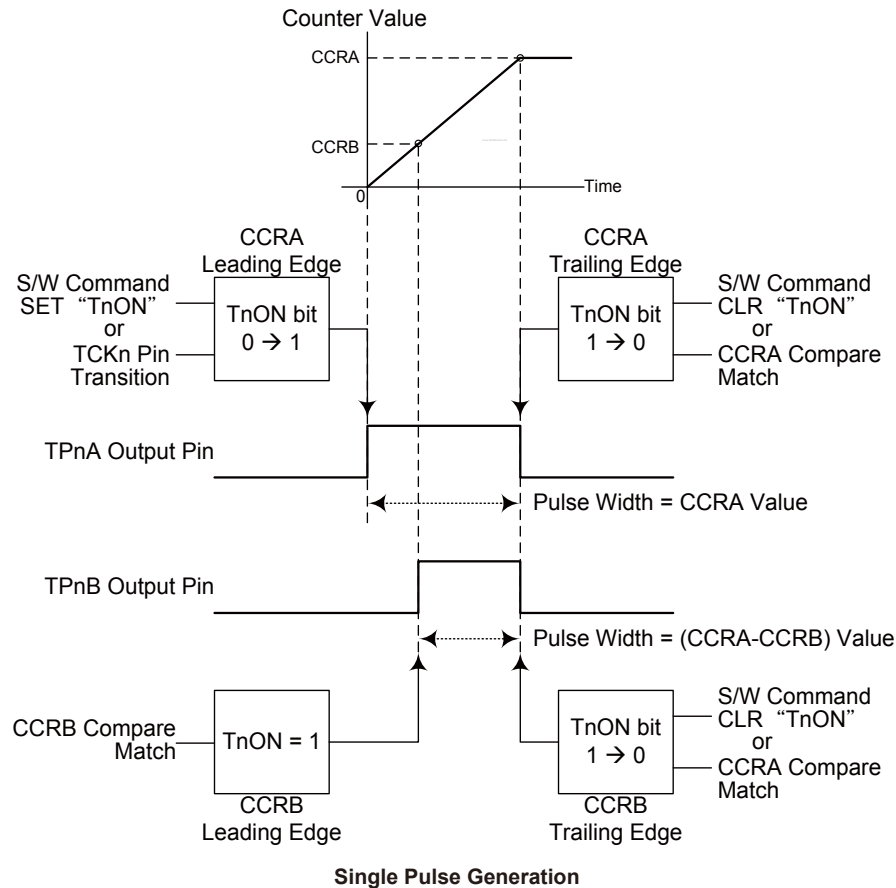 Counter Value
CCRA
CCRB
0
Time
CCRA
Leading Edge
S/W Command
SET “TnON”
or
TCKn Pin
Transition
TnON bit
0 → 1
CCRA
Trailing Edge
TnON bit
1 → 0
S/W Command
CLR “TnON”
or
CCRA Compare
Match
TPnA Output Pin
Pulse Width = CCRA Value
TPnB Output Pin
Pulse Width = (CCRA-CCRB) Value
CCRB Compare
Match
TnON = 1
CCRB
Leading Edge
TnON bit
1 → 0
CCRB
Trailing Edge
S/W Command
CLR “TnON”
or
CCRA Compare
Match
Single Pulse Generation